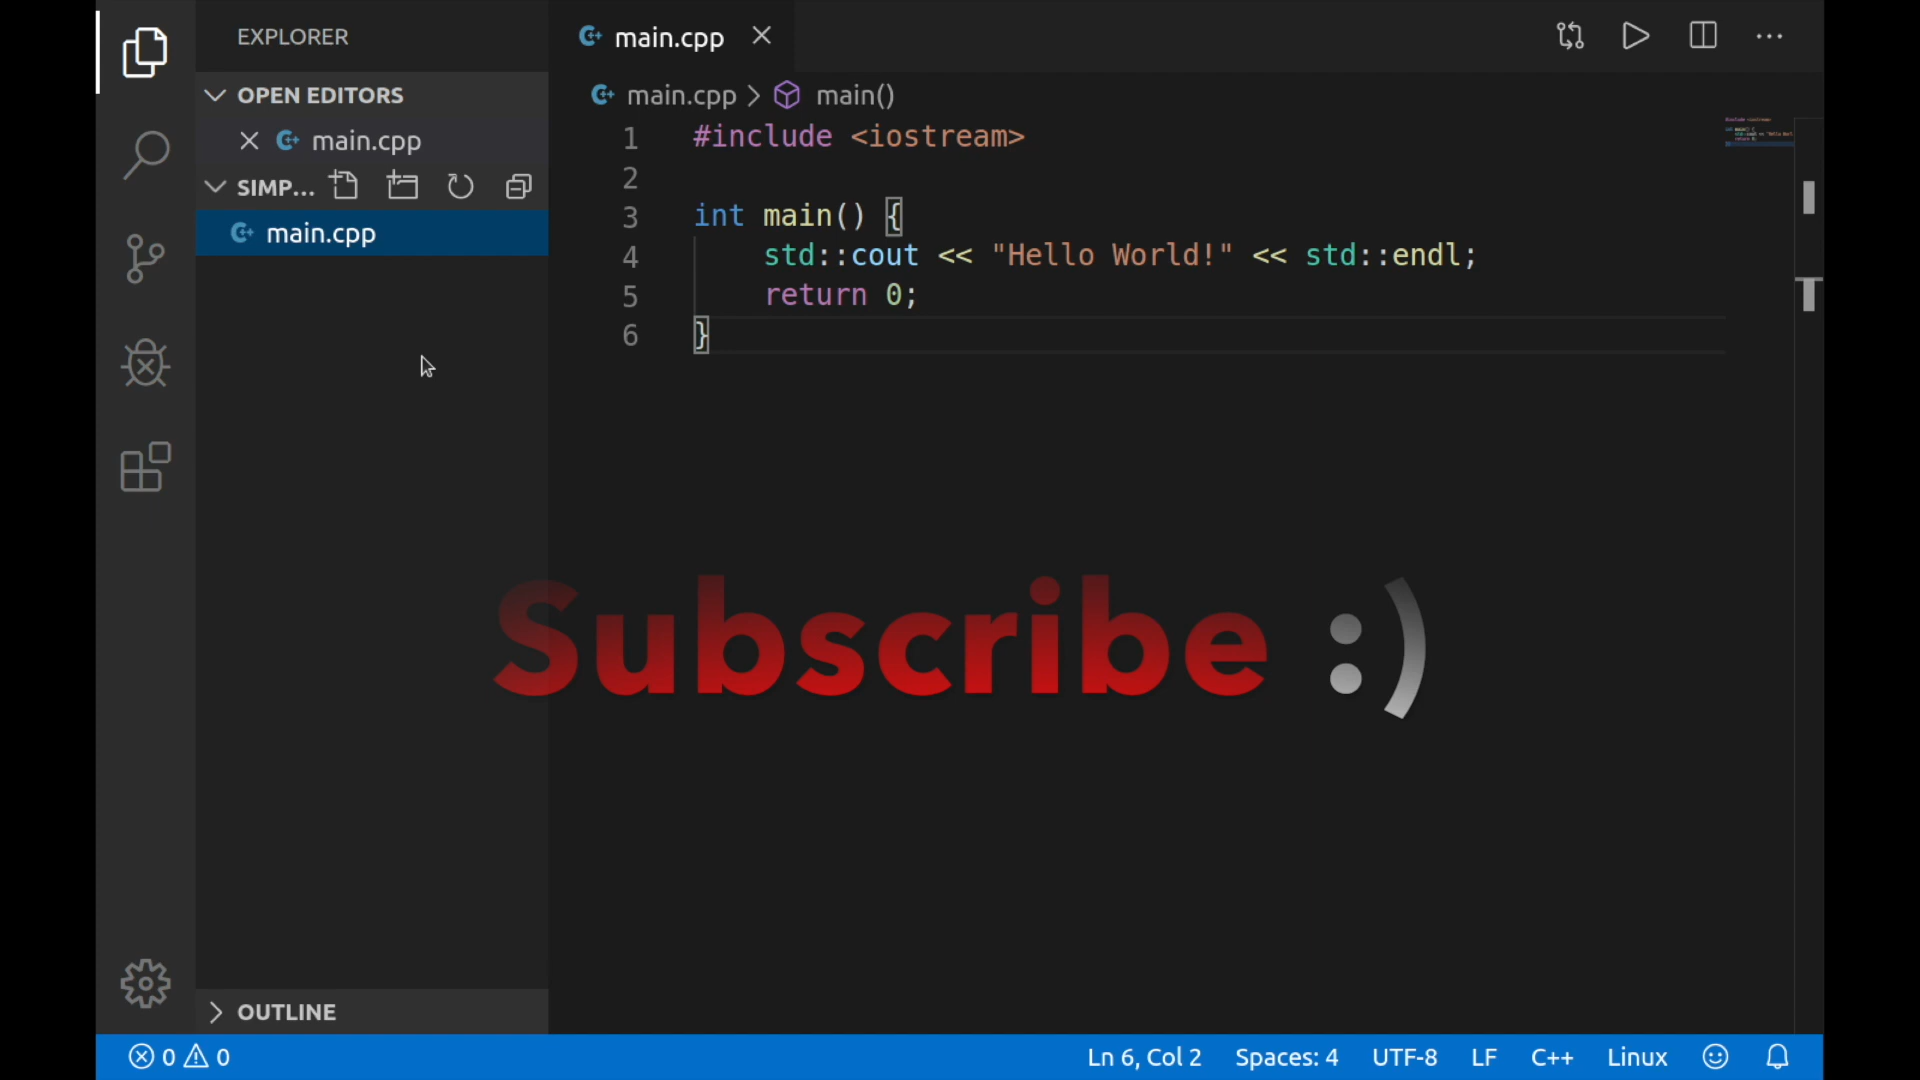 EXPLORER
OPEN EDITORS
main.cpp
SIMP...
main.cpp
OUTLINE
main.cpp
main.cpp > main()
1 #include <iostream>
2
3 int main() {
4 std::cout << "Hello World!" << std::endl;
5 return 0;
6 }
Subscribe :)
0 0
Ln 6, Col 2 Spaces: 4 UTF-8 LF C++ Linux